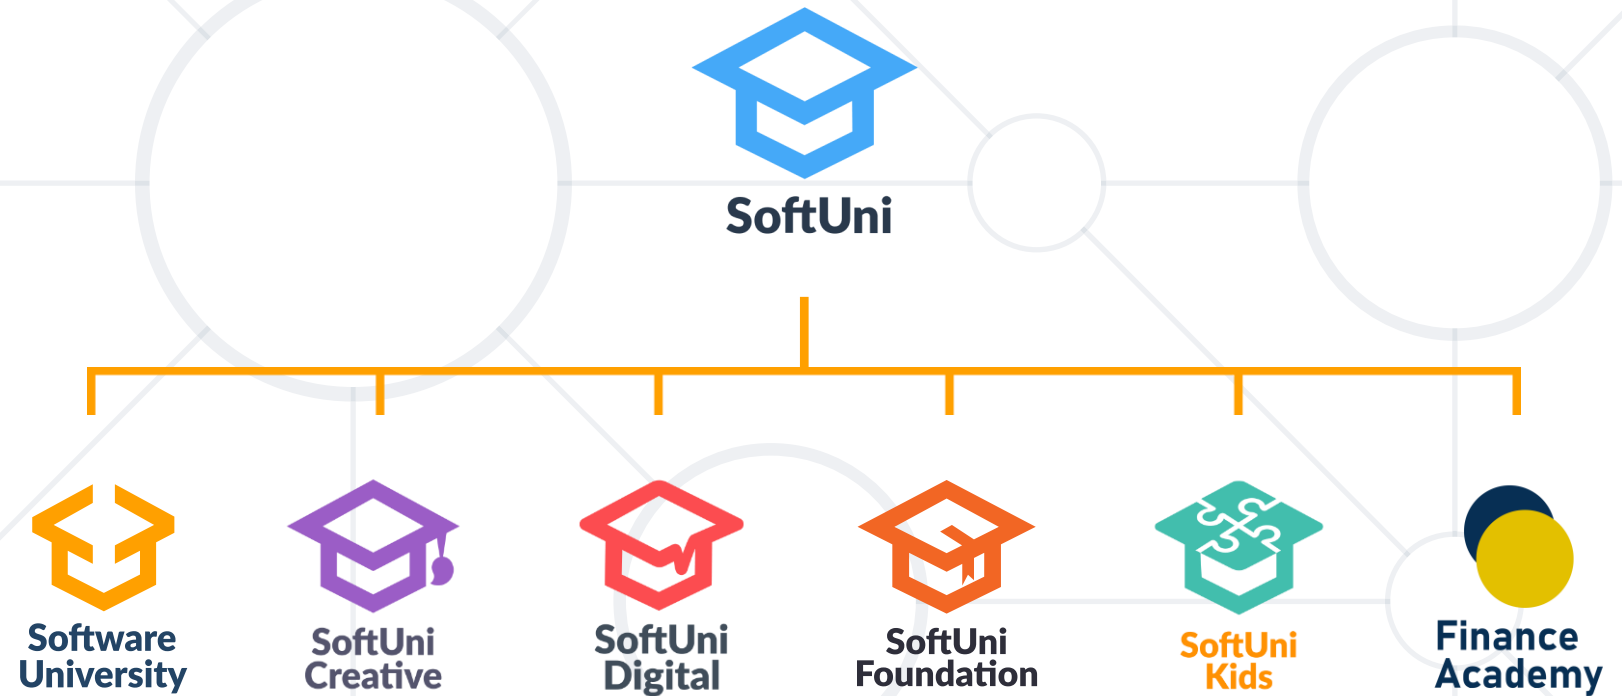 SoftUni
Software
University
SoftUni
Creative
SoftUni
Digital
SoftUni
Foundation
SoftUni
Kids
Finance
Academy